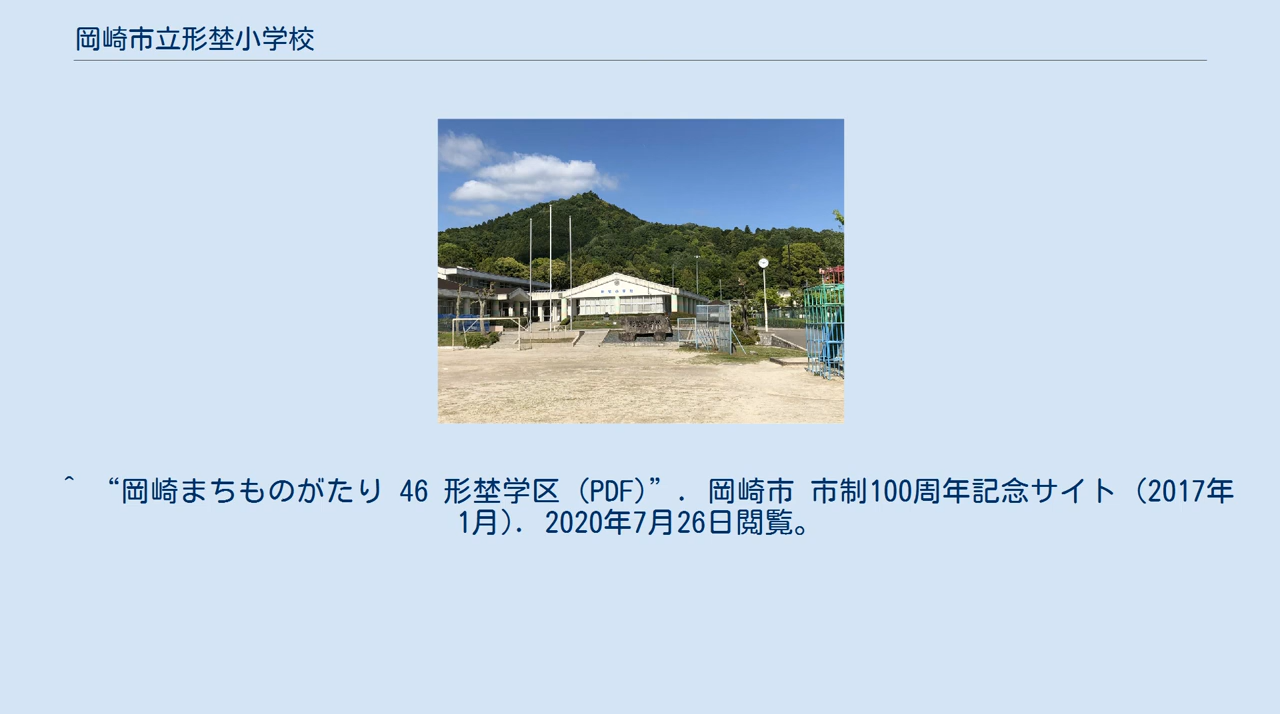 岡崎市立形埜小学校
^ “岡崎まちものがたり 46 形埜学区 (PDF)”. 岡崎市 市制100周年記念サイト (2017年
1月). 2020年7月26日閲覧。